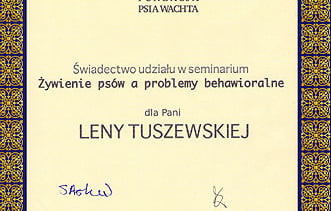 PSIA WACHTA
Świadectwo udziału w seminarium
Żywienie psów a problemy behawioralne
dla Pani
LENY TUSZEWSKIEJ